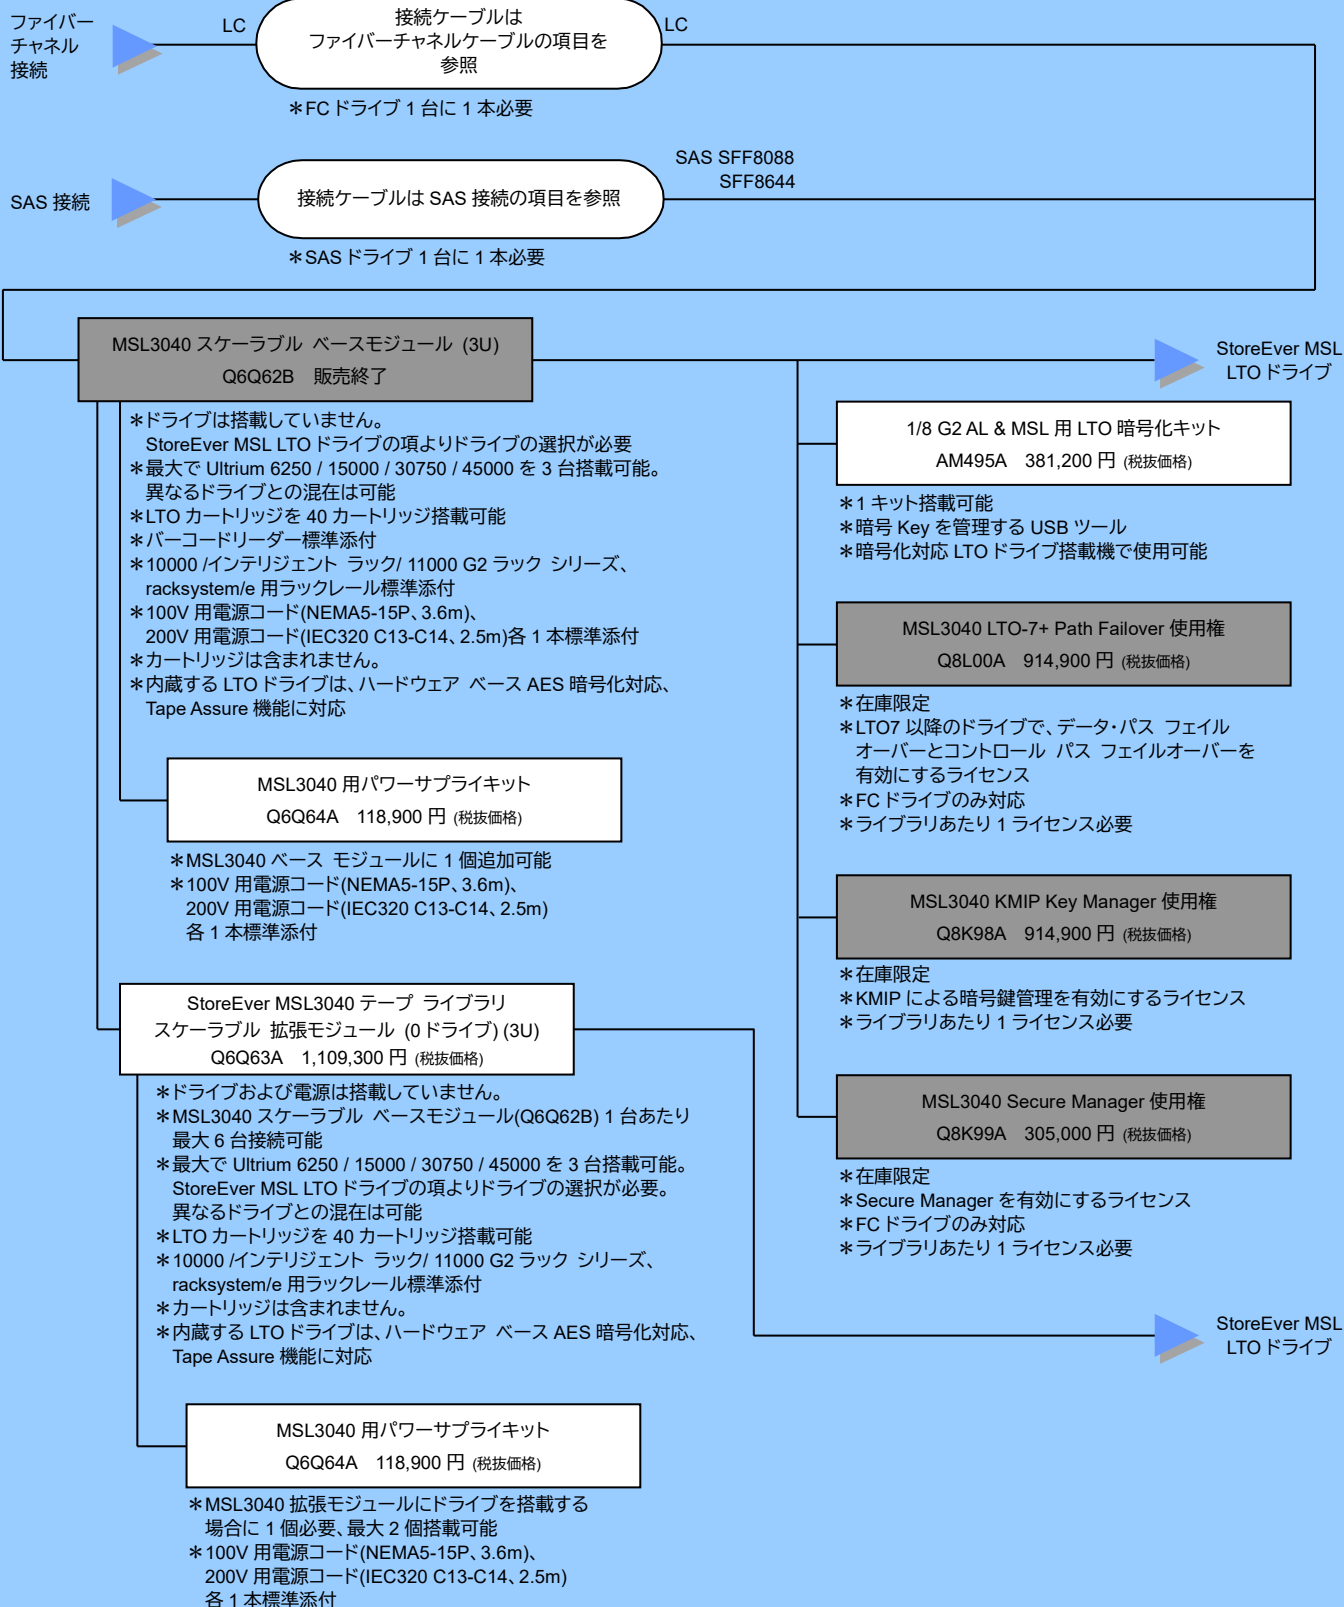 ファイバー
チャネル
接続
LC
接続ケーブルは
ファイバーチャネルケーブルの項目を
参照
LC
＊FC ドライブ 1 台に 1 本必要
SAS 接続
接続ケーブルは SAS 接続の項目を参照
SAS SFF8088
SFF8644
＊SAS ドライブ 1 台に 1 本必要
MSL3040 スケーラブル ベースモジュール (3U)
Q6Q62B 販売終了
＊ドライブは搭載していません。
StoreEver MSL LTO ドライブの項よりドライブの選択が必要
＊最大で Ultrium 6250 / 15000 / 30750 / 45000 を 3 台搭載可能。
異なるドライブとの混在は可能
＊LTO カートリッジを 40 カートリッジ搭載可能
＊バーコードリーダー標準添付
＊10000 /インテリジェント ラック/ 11000 G2 ラック シリーズ、
racksystem/e 用ラックレール標準添付
＊100V 用電源コード(NEMA5-15P、3.6m)、
200V 用電源コード(IEC320 C13-C14、2.5m)各 1 本標準添付
＊カートリッジは含まれません。
＊内蔵する LTO ドライブは、ハードウェア ベース AES 暗号化対応、
Tape Assure 機能に対応
MSL3040 用パワーサプライキット
Q6Q64A 118,900 円 (税抜価格)
＊MSL3040 ベース モジュールに 1 個追加可能
＊100V 用電源コード(NEMA5-15P、3.6m)、
200V 用電源コード(IEC320 C13-C14、2.5m)
各 1 本標準添付
StoreEver MSL3040 テープ ライブラリ
スケーラブル 拡張モジュール (0 ドライブ) (3U)
Q6Q63A 1,109,300 円 (税抜価格)
＊ドライブおよび電源は搭載していません。
＊MSL3040 スケーラブル ベースモジュール(Q6Q62B) 1 台あたり
最大 6 台接続可能
＊最大で Ultrium 6250 / 15000 / 30750 / 45000 を 3 台搭載可能。
StoreEver MSL LTO ドライブの項よりドライブの選択が必要。
異なるドライブとの混在は可能
＊LTO カートリッジを 40 カートリッジ搭載可能
＊10000 /インテリジェント ラック/ 11000 G2 ラック シリーズ、
racksystem/e 用ラックレール標準添付
＊カートリッジは含まれません。
＊内蔵する LTO ドライブは、ハードウェア ベース AES 暗号化対応、
Tape Assure 機能に対応
MSL3040 用パワーサプライキット
Q6Q64A 118,900 円 (税抜価格)
＊MSL3040 拡張モジュールにドライブを搭載する
場合に 1 個必要、最大 2 個搭載可能
＊100V 用電源コード(NEMA5-15P、3.6m)、
200V 用電源コード(IEC320 C13-C14、2.5m)
各 1 本標準添付
StoreEver MSL
LTO ドライブ
1/8 G2 AL & MSL 用 LTO 暗号化キット
AM495A 381,200 円 (税抜価格)
＊1 キット搭載可能
＊暗号 Key を管理する USB ツール
＊暗号化対応 LTO ドライブ搭載機で使用可能
MSL3040 LTO-7+ Path Failover 使用権
Q8L00A 914,900 円 (税抜価格)
＊在庫限定
＊LTO7 以降のドライブで、データ・パス フェイル
オーバーとコントロール パス フェイルオーバーを
有効にするライセンス
＊FC ドライブのみ対応
＊ライブラリあたり 1 ライセンス必要
MSL3040 KMIP Key Manager 使用権
Q8K98A 914,900 円 (税抜価格)
＊在庫限定
＊KMIP による暗号鍵管理を有効にするライセンス
＊ライブラリあたり 1 ライセンス必要
MSL3040 Secure Manager 使用権
Q8K99A 305,000 円 (税抜価格)
＊在庫限定
＊Secure Manager を有効にするライセンス
＊FC ドライブのみ対応
＊ライブラリあたり 1 ライセンス必要
StoreEver MSL
LTO ドライブ